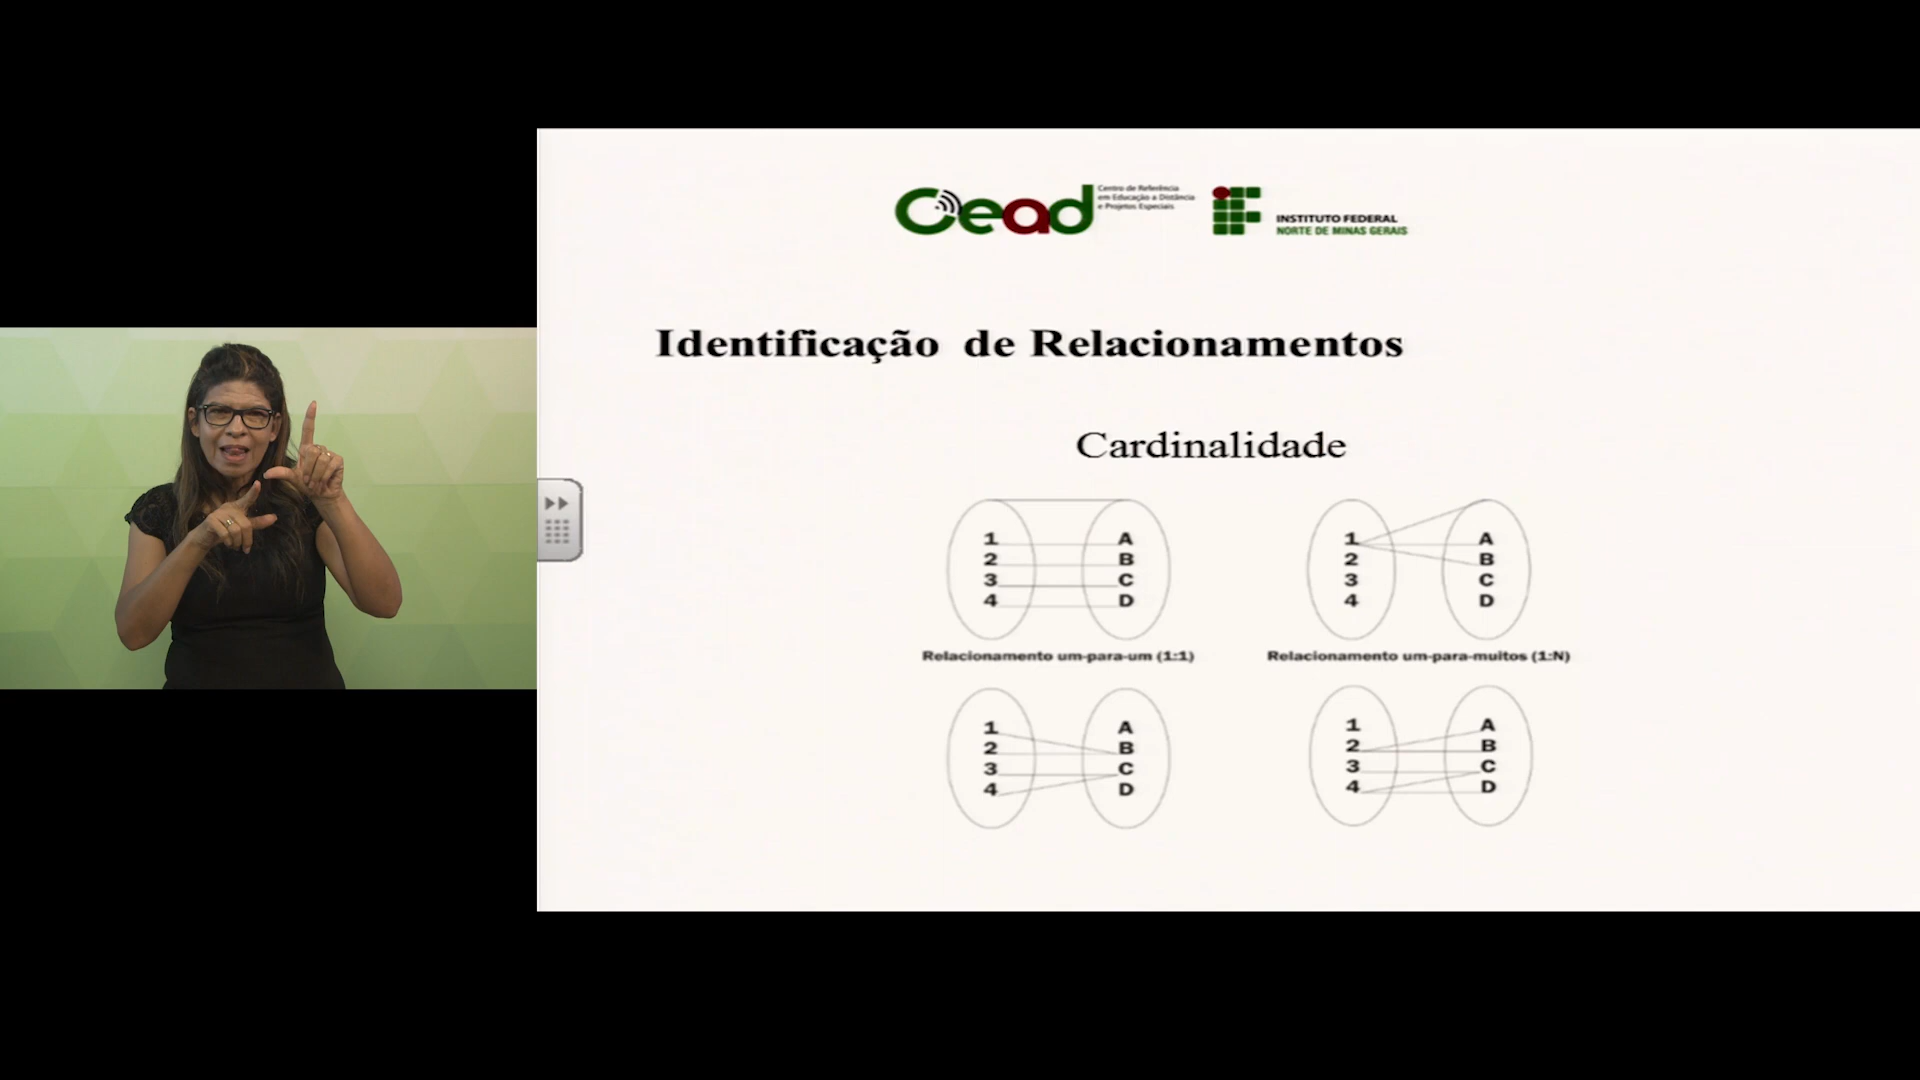 Cead
Centro de Referência
em Educação a Distância
e Projetos Especiais
INSTITUTO FEDERAL
NORTE DE MINAS GERAIS
Identificação de Relacionamentos
Cardinalidade
1 A
2 B
3 C
4 D
Relacionamento um-para-um (1:1)
1 A
2 B
3 C
4 D
Relacionamento um-para-muitos (1:N)
1 A
2 B
3 C
4 D
1 A
2 B
3 C
4 D